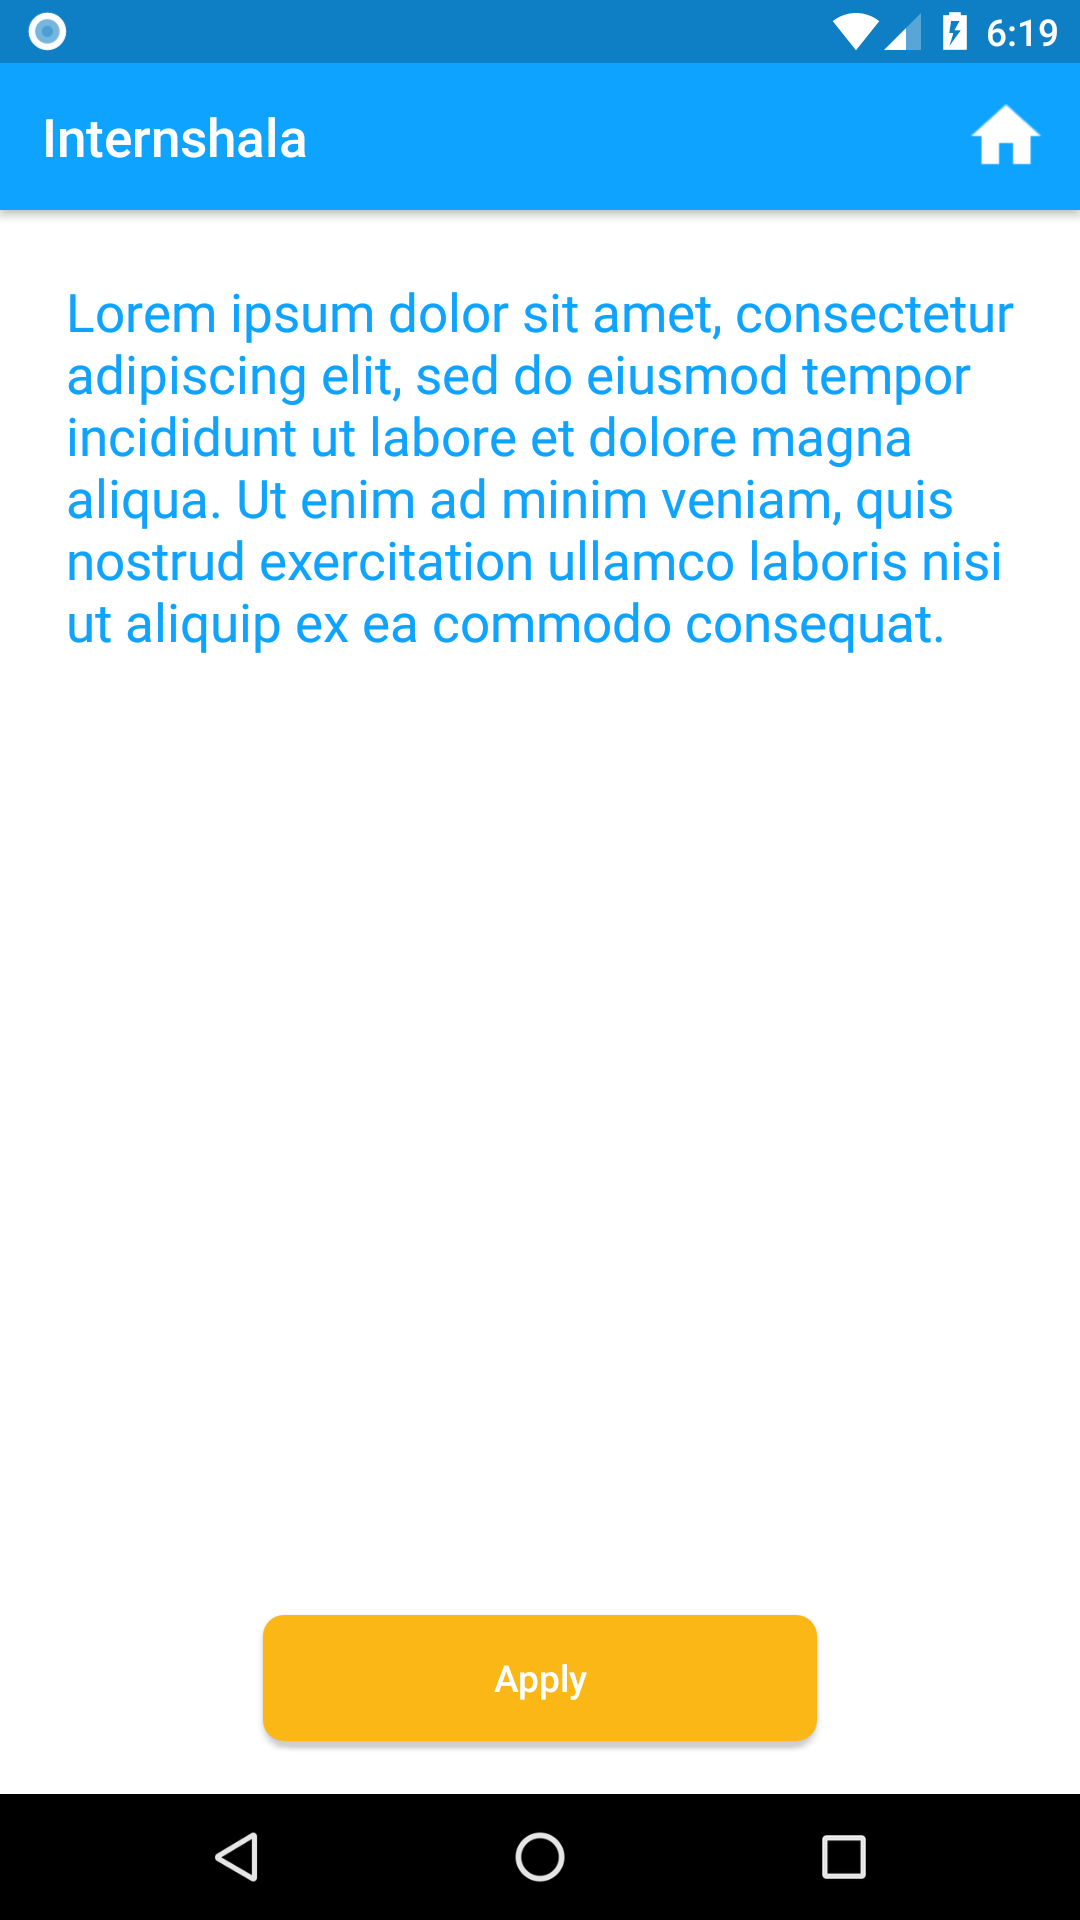 6:19
Internshala
Lorem ipsum dolor sit amet, consectetur
adipiscing elit, sed do eiusmod tempor
incididunt ut labore et dolore magna
aliqua. Ut enim ad minim veniam, quis
nostrud exercitation ullamco laboris nisi
ut aliquip ex ea commodo consequat.
Apply